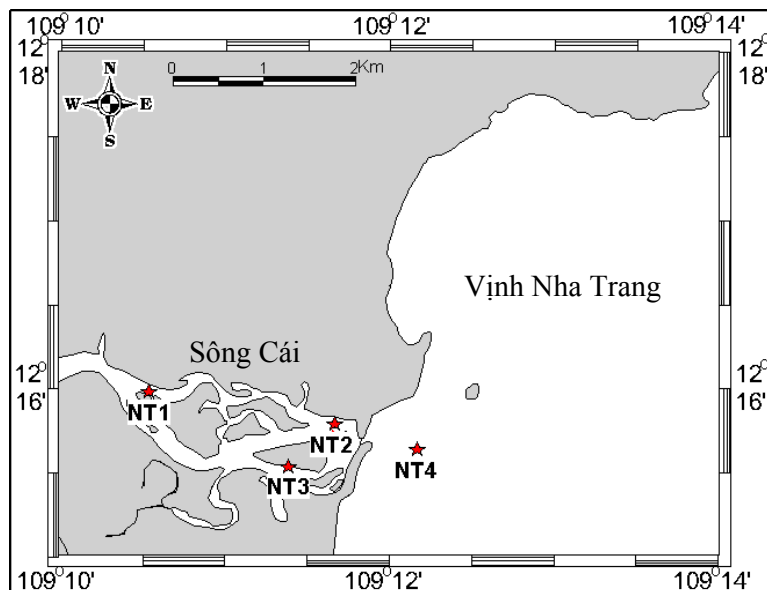 109° 10' 109° 12' 109° 14'
12° 18' 12° 18'
0 1 2Km
N
W E
S
Vịnh Nha Trang
Sông Cái
12° 16' 12° 16'
NT1
NT2
NT4
NT3
109° 10' 109° 12' 109° 14'